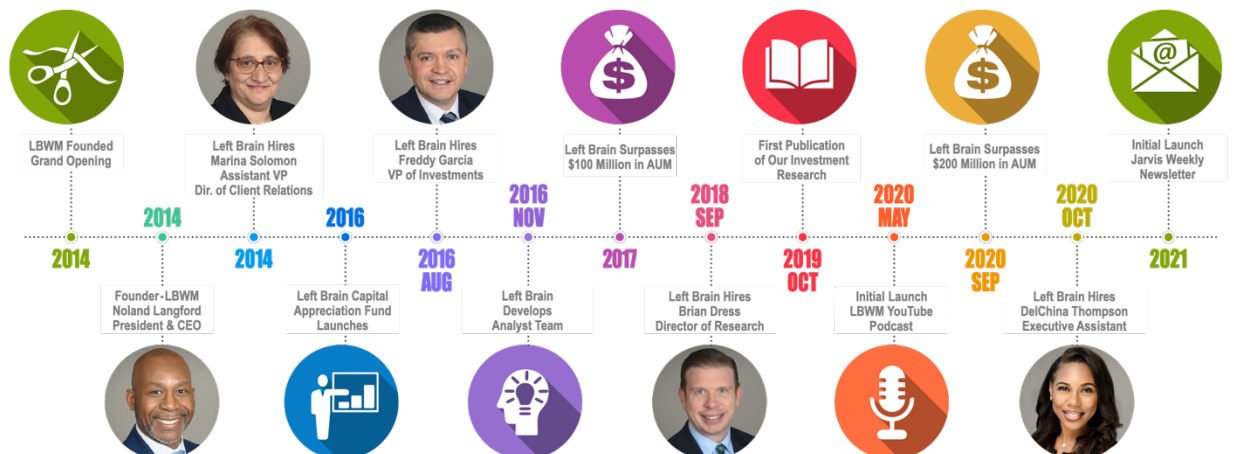 LBWM Founded
Grand Opening
2014
2014
Founder-LBWM
Noland Langford
President & CEO
Left Brain Hires
Marina Solomon
Assistant VP
Dir. of Client Relations
2014
2016
Left Brain Capital
Appreciation Fund
Launches
Left Brain Hires
Freddy Garcia
VP of Investments
2016
AUG
2016
NOV
Left Brain
Develops
Analyst Team
$
Left Brain Surpasses
$100 Million in AUM
2017
2018
SEP
Left Brain Hires
Brian Dress
Director of Research
First Publication
of Our Investment
Research
2019
OCT
2020
MAY
Initial Launch
LBWM YouTube
Podcast
$
Left Brain Surpasses
$200 Million in AUM
2020
SEP
2020
OCT
Left Brain Hires
DelChina Thompson
Executive Assistant
@
Initial Launch
Jarvis Weekly
Newsletter
2021